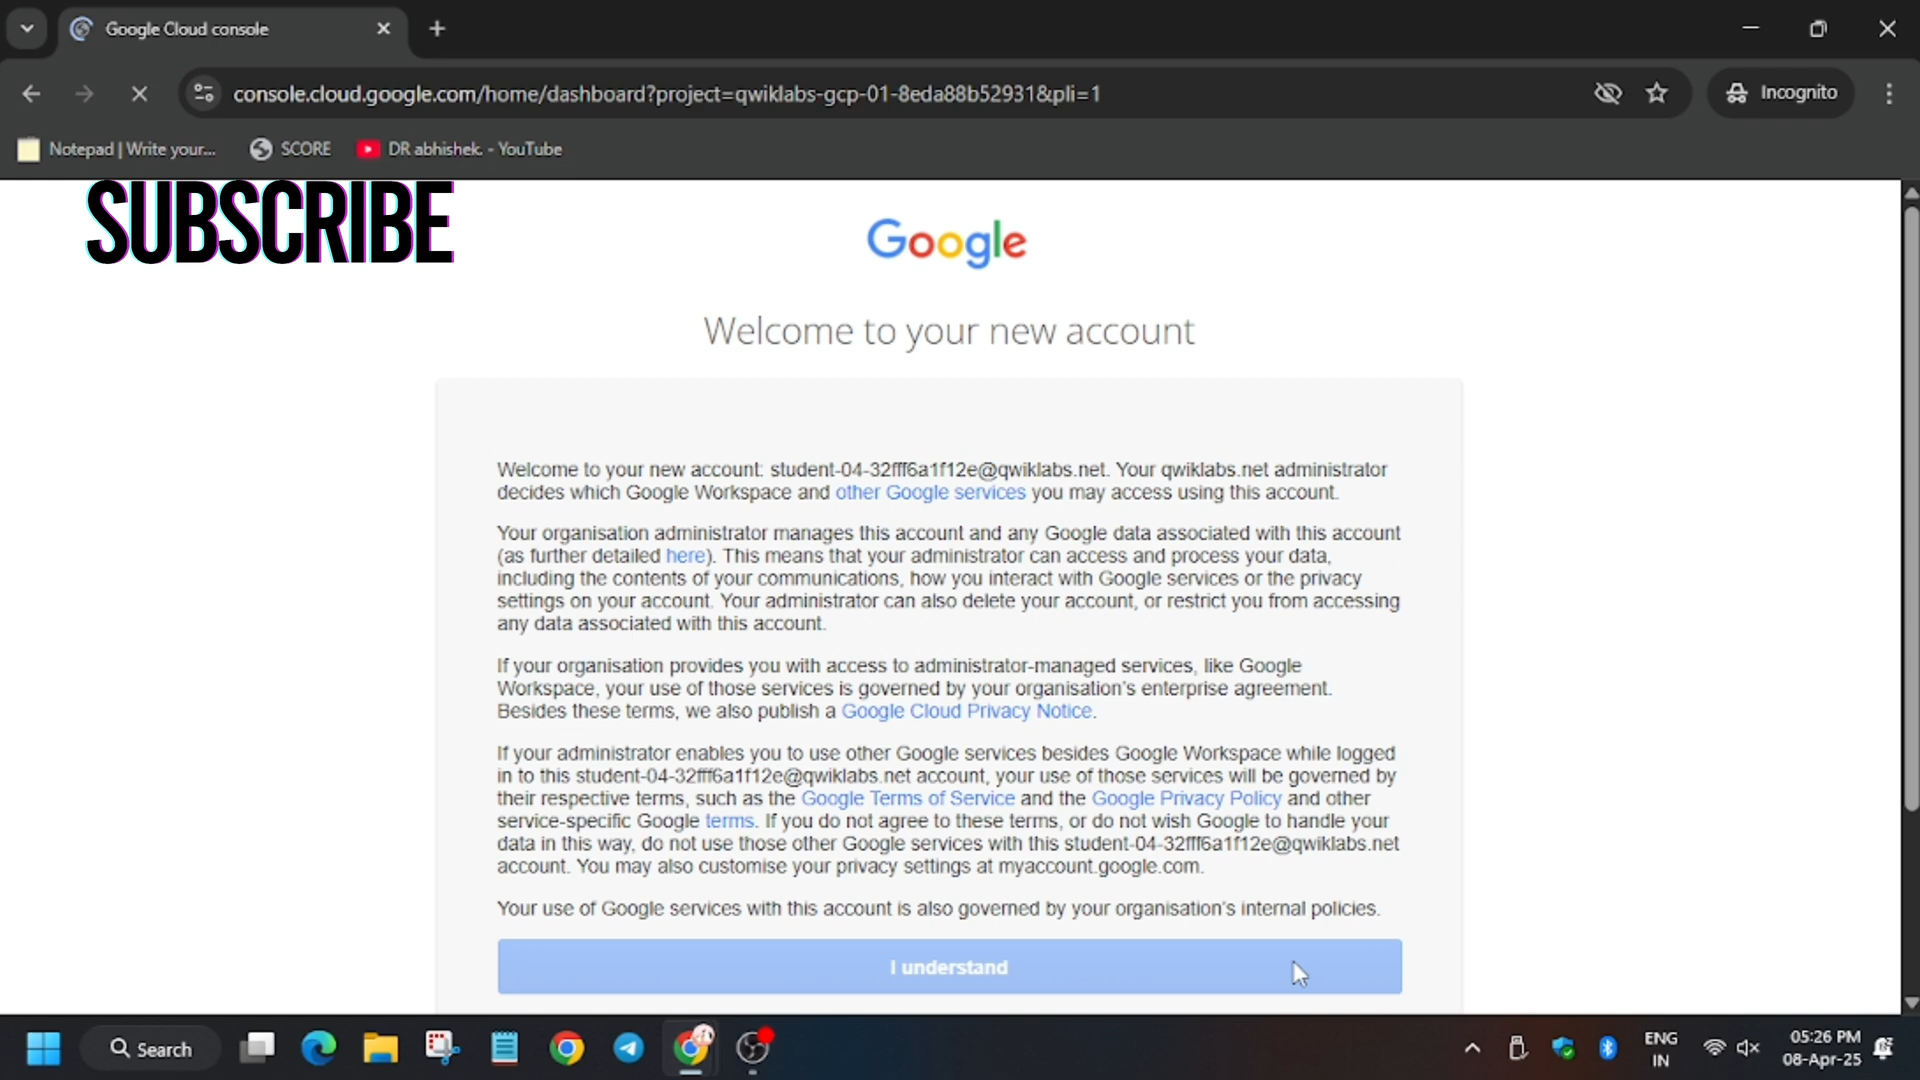 Google Cloud console
console.cloud.google.com/home/dashboard?project=qwiklabs-gcp-01-8eda88b52931&pli=1
Incognito
Notepad | Write your...
SCORE
DR abhishek. - YouTube
SUBSCRIBE
Google
Welcome to your new account
Welcome to your new account: student-04-32fff6a1f12e@qwiklabs.net. Your qwiklabs.net administrator
decides which Google Workspace and other Google services you may access using this account.
Your organisation administrator manages this account and any Google data associated with this account
(as further detailed here). This means that your administrator can access and process your data,
including the contents of your communications, how you interact with Google services or the privacy
settings on your account. Your administrator can also delete your account, or restrict you from accessing
any data associated with this account.
If your organisation provides you with access to administrator-managed services, like Google
Workspace, your use of those services is governed by your organisation's enterprise agreement.
Besides these terms, we also publish a Google Cloud Privacy Notice.
If your administrator enables you to use other Google services besides Google Workspace while logged
in to this student-04-32fff6a1f12e@qwiklabs.net account, your use of those services will be governed by
their respective terms, such as the Google Terms of Service and the Google Privacy Policy and other
service-specific Google terms. If you do not agree to these terms, or do not wish Google to handle your
data in this way, do not use those other Google services with this student-04-32fff6a1f12e@qwiklabs.net
account. You may also customise your privacy settings at myaccount.google.com.
Your use of Google services with this account is also governed by your organisation's internal policies.
I understand
Search
ENG
IN
05:26 PM
08-Apr-25